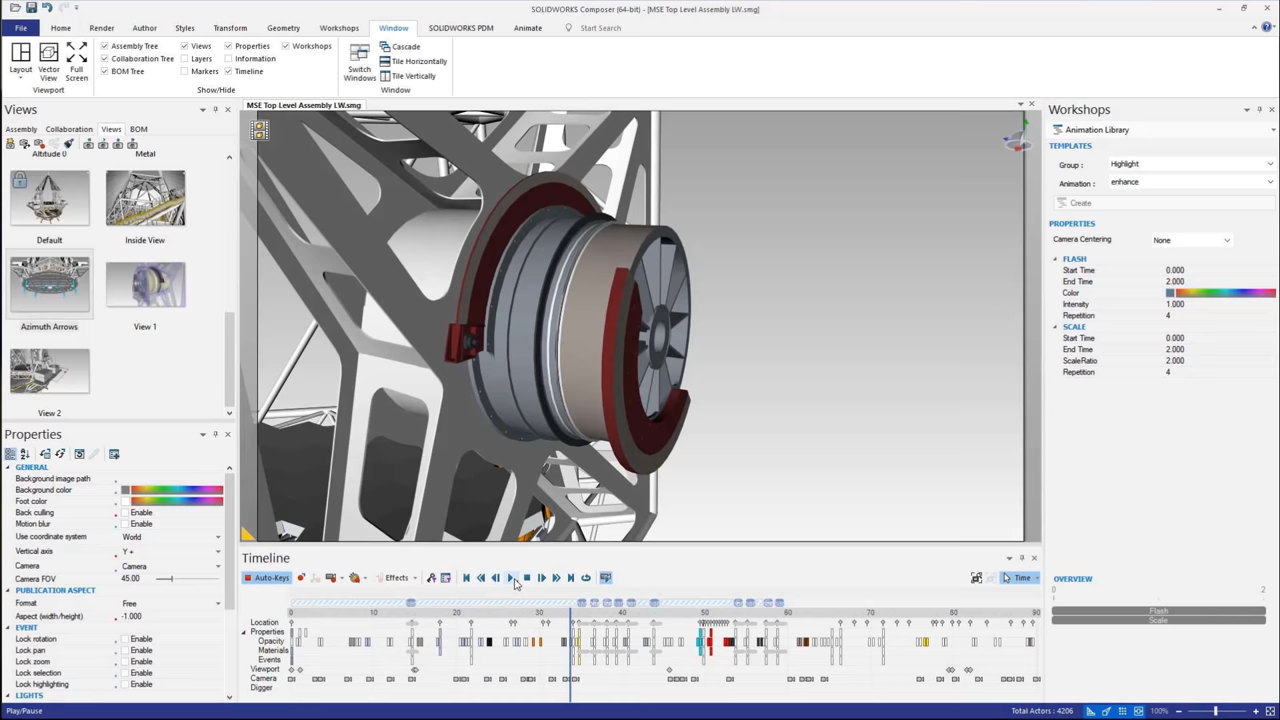 SOLIDWORKS Composer (64-bit) - [MSE Top Level Assembly LW.smg]
File Home Render Author Styles Transform Geometry Workshops Window SOLIDWORKS PDM Animate Start Search
Assembly Tree Views Properties Workshops Cascade
Collaboration Tree Layers Information Tile Horizontally
Layout Vector View Full Screen BOM Tree Markers Timeline Switch Windows Tile Vertically
Viewport Show/Hide Window
Views
MSE Top Level Assembly LW.smg
Assembly Collaboration Views BOM
Altitude 0 Metal
Default Inside View
Azimuth Arrows View 1
View 2
Properties
GENERAL
Background image path
Background color
Foot color
Back culling Enable
Motion blur Enable
Use coordinate system World
Vertical axis Y +
Camera Camera
Camera FOV 45.00
PUBLICATION ASPECT
Format Free
Aspect (width/height) -1.000
EVENT
Lock rotation Enable
Lock pan Enable
Lock zoom Enable
Lock selection Enable
Lock highlighting Enable
LIGHTS
Timeline
Auto-Keys Effects Time
0 10 20 30 40 50 60 70 80 90
Location
Properties
Opacity
Materials
Events
Viewport
Camera
Digger
Workshops
Animation Library
TEMPLATES
Group : Highlight
Animation : enhance
Create
PROPERTIES
Camera Centering None
FLASH
Start Time 0.000
End Time 2.000
Color
Intensity 1.000
Repetition 4
SCALE
Start Time 0.000
End Time 2.000
ScaleRatio 2.000
Repetition 4
OVERVIEW
0 2
Flash
Scale
Play/Pause Total Actors: 4206 100%